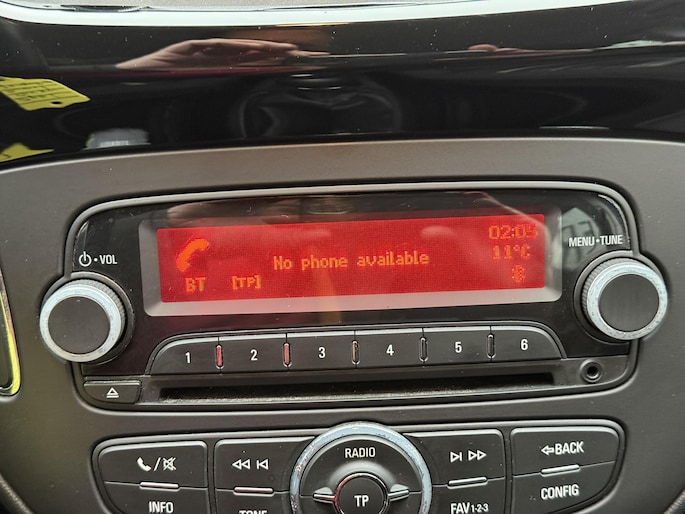 02:05
No phone available 11°C
BT [TP]
VOL
MENU·TUNE
1 2 3 4 5 6
RADIO
BACK
INFO
TONE
TP
FAV1-2-3
CONFIG